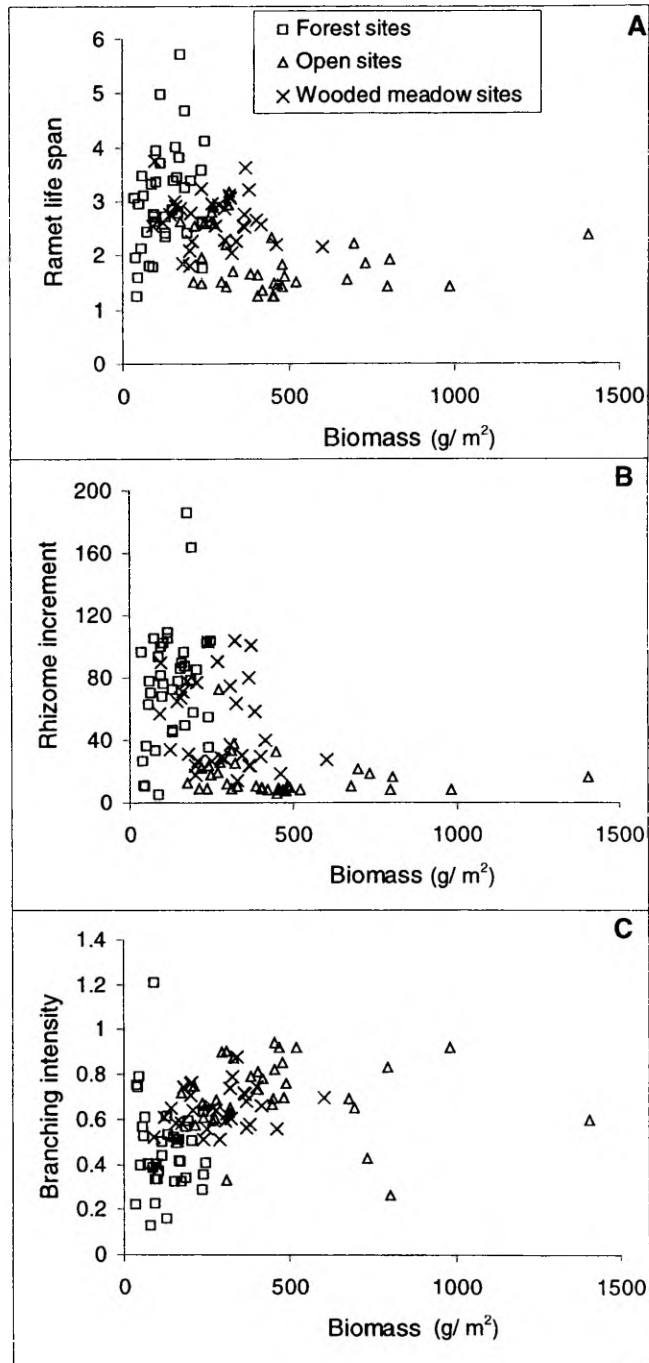 A
Forest sites
Open sites
Wooded meadow sites
Ramet life span
6
5
4
3
2
1
0
0 500 1000 1500
Biomass (g/ m²)
B
Rhizome increment
200
160
120
80
40
0
0 500 1000 1500
Biomass (g/ m²)
C
Branching intensity
1.4
1.2
1
0.8
0.6
0.4
0.2
0
0 500 1000 1500
Biomass (g/ m²)